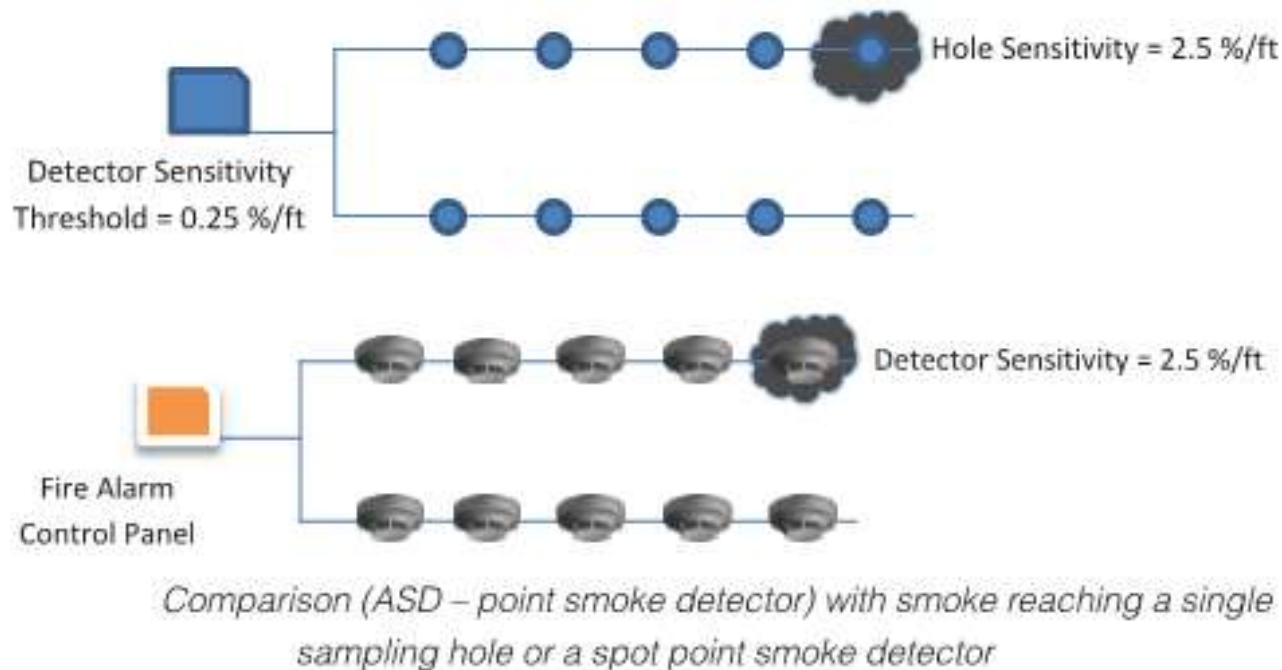 Hole Sensitivity = 2.5 %/ft
Detector Sensitivity
Threshold = 0.25 %/ft
Detector Sensitivity = 2.5 %/ft
Fire Alarm
Control Panel
Comparison (ASD – point smoke detector) with smoke reaching a single
sampling hole or a spot point smoke detector